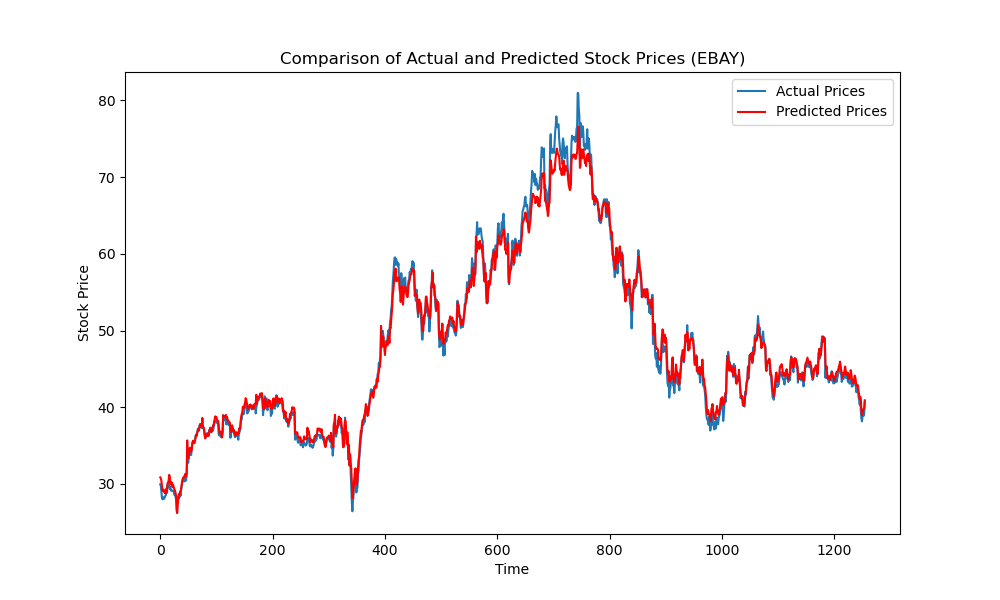 Comparison of Actual and Predicted Stock Prices (EBAY)
Actual Prices
Predicted Prices
80
70
60
50
40
30
Stock Price
0 200 400 600 800 1000 1200
Time